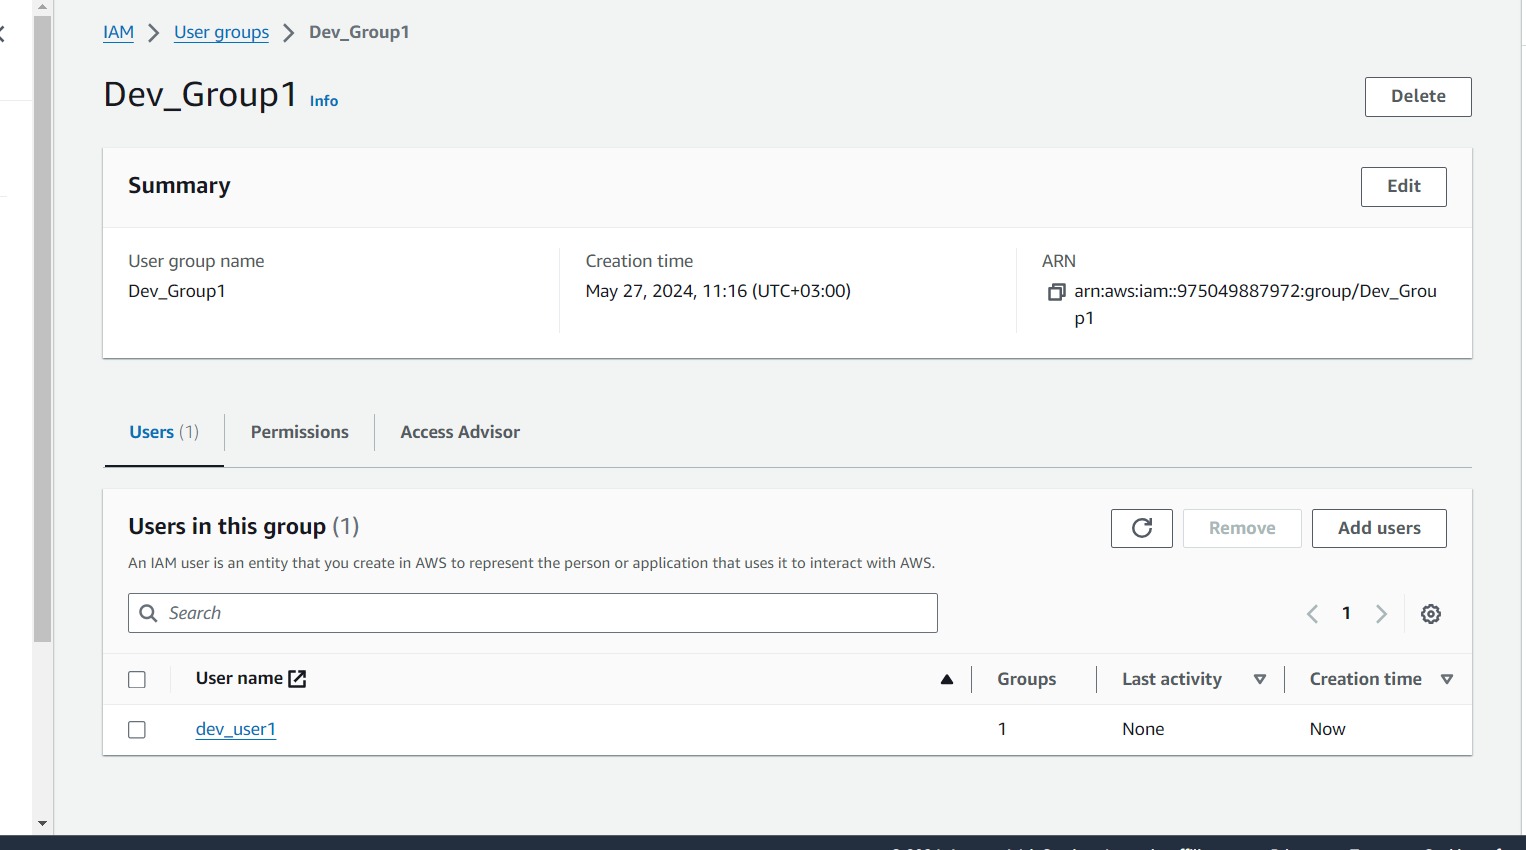 IAM User groups Dev_Group1
Dev_Group1 Info
Delete
Summary
Edit
User group name
Dev_Group1
Creation time
May 27, 2024, 11:16 (UTC+03:00)
ARN
arn:aws:iam::975049887972:group/Dev_Grou
p1
Users (1)
Permissions
Access Advisor
Users in this group (1)
Remove
Add users
An IAM user is an entity that you create in AWS to represent the person or application that uses it to interact with AWS.
Search
1
User name Groups Last activity Creation time
dev_user1 1 None Now